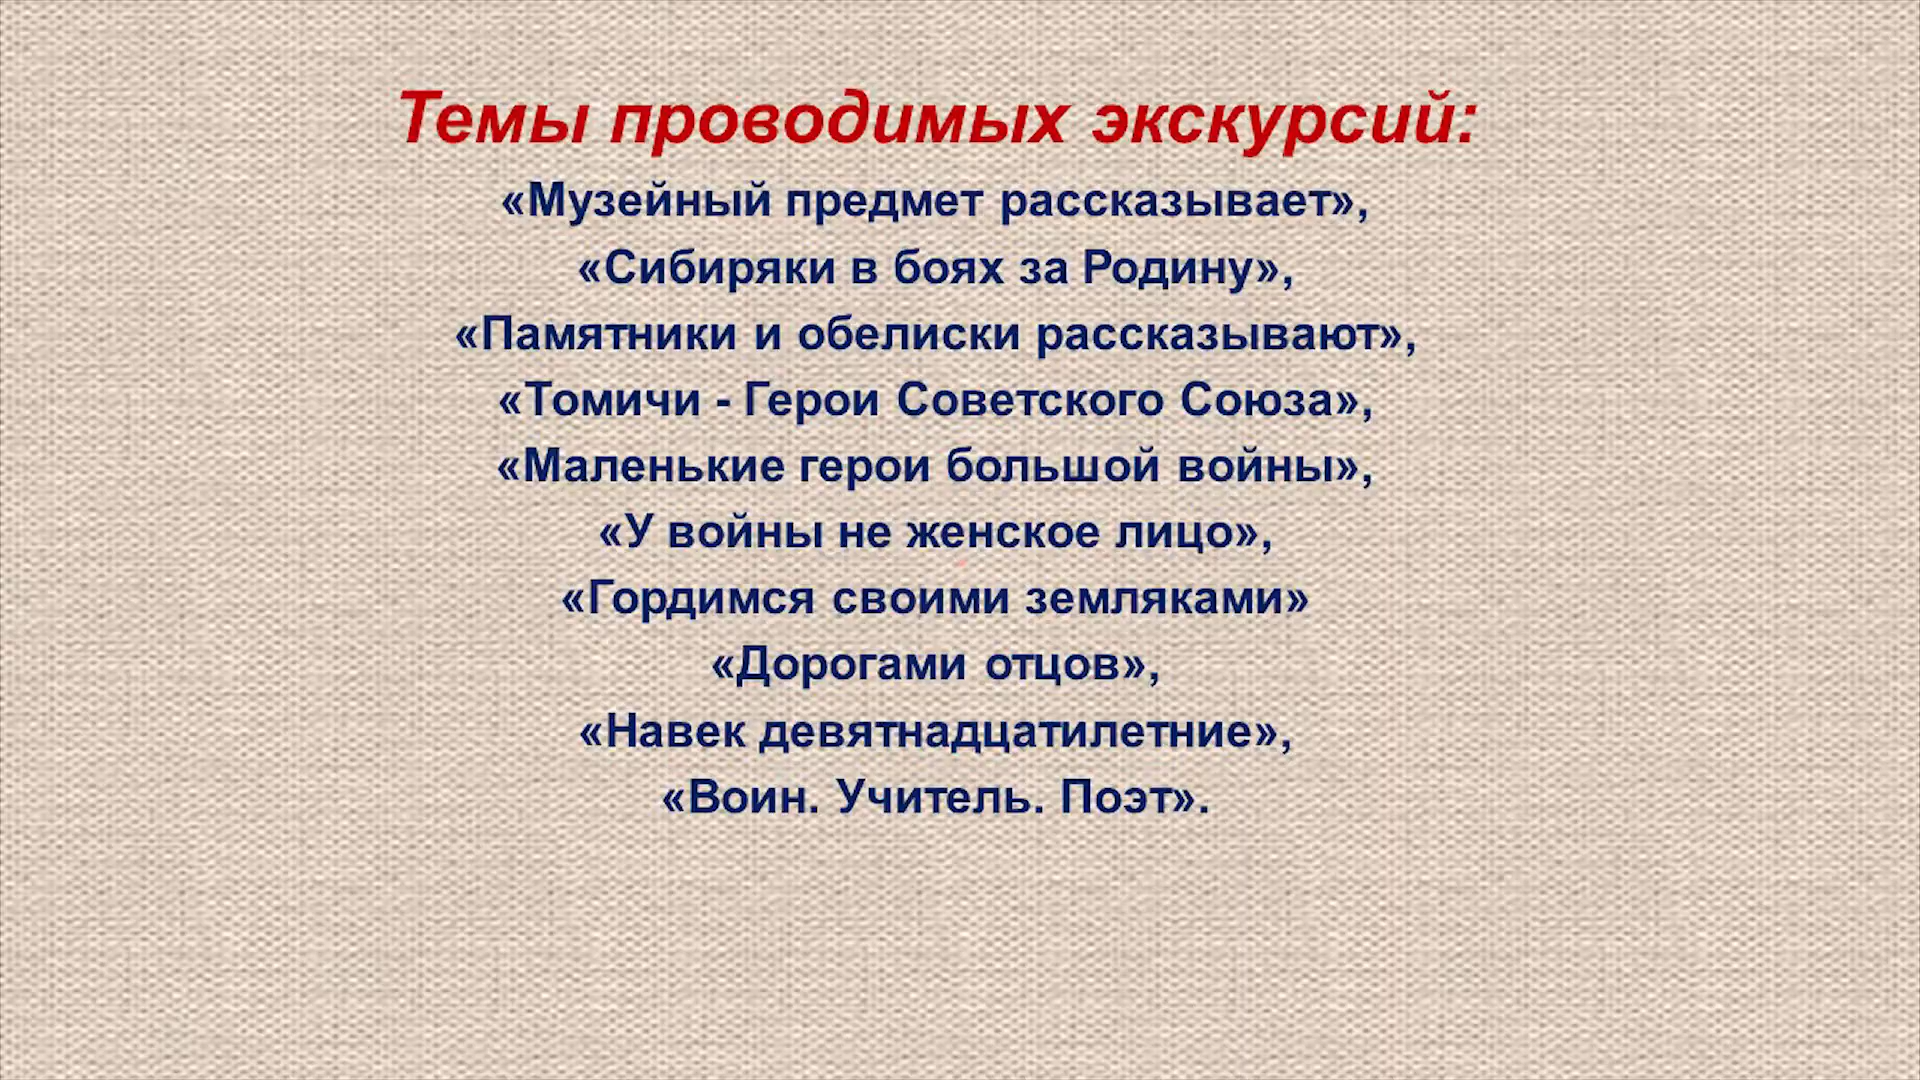 Темы проводимых экскурсий:
«Музейный предмет рассказывает»,
«Сибиряки в боях за Родину»,
«Памятники и обелиски рассказывают»,
«Томичи - Герои Советского Союза»,
«Маленькие герои большой войны»,
«У войны не женское лицо»,
«Гордимся своими земляками»
«Дорогами отцов»,
«Навек девятнадцатилетние»,
«Воин. Учитель. Поэт».